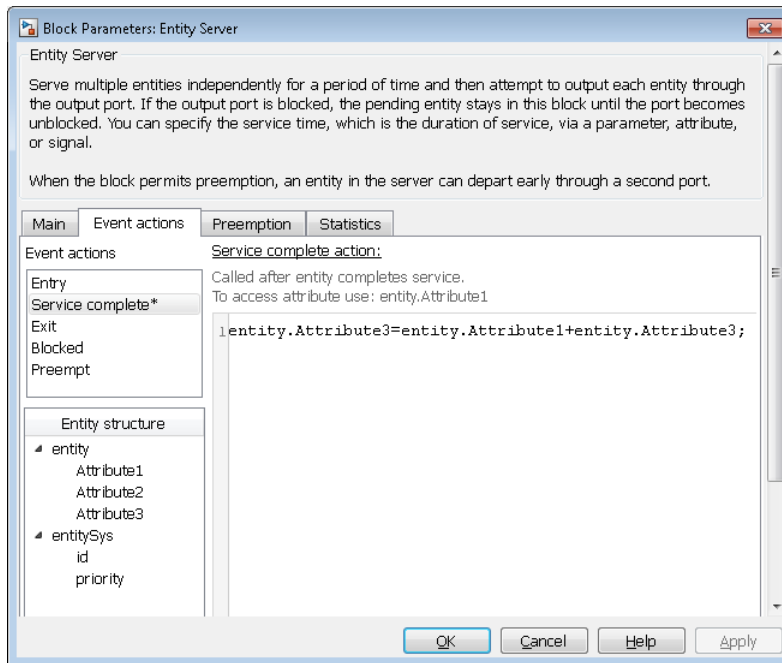 Block Parameters: Entity Server
Entity Server
Serve multiple entities independently for a period of time and then attempt to output each entity through
the output port. If the output port is blocked, the pending entity stays in this block until the port becomes
unblocked. You can specify the service time, which is the duration of service, via a parameter, attribute,
or signal.
When the block permits preemption, an entity in the server can depart early through a second port.
Main Event actions Preemption Statistics
Event actions
Entry
Service complete*
Exit
Blocked
Preempt
Entity structure
entity
Attribute1
Attribute2
Attribute3
entitySys
id
priority
Service complete action:
Called after entity completes service.
To access attribute use: entity.Attribute1
1 entity.Attribute3=entity.Attribute1+entity.Attribute3;
OK Cancel Help Apply